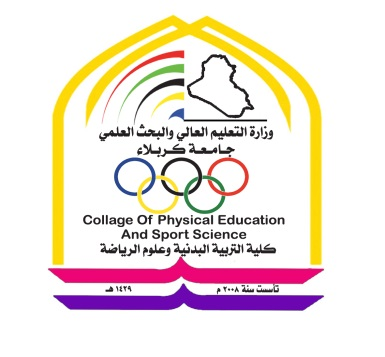 وزارة التعليم العالي والبحث العلمي
جامعة كربلاء
Collage Of Physical Education
And Sport Science
كلية التربية البدنية وعلوم الرياضة
تأسست سنة ٢٠٠٨ م ١٤٢٩ هـ